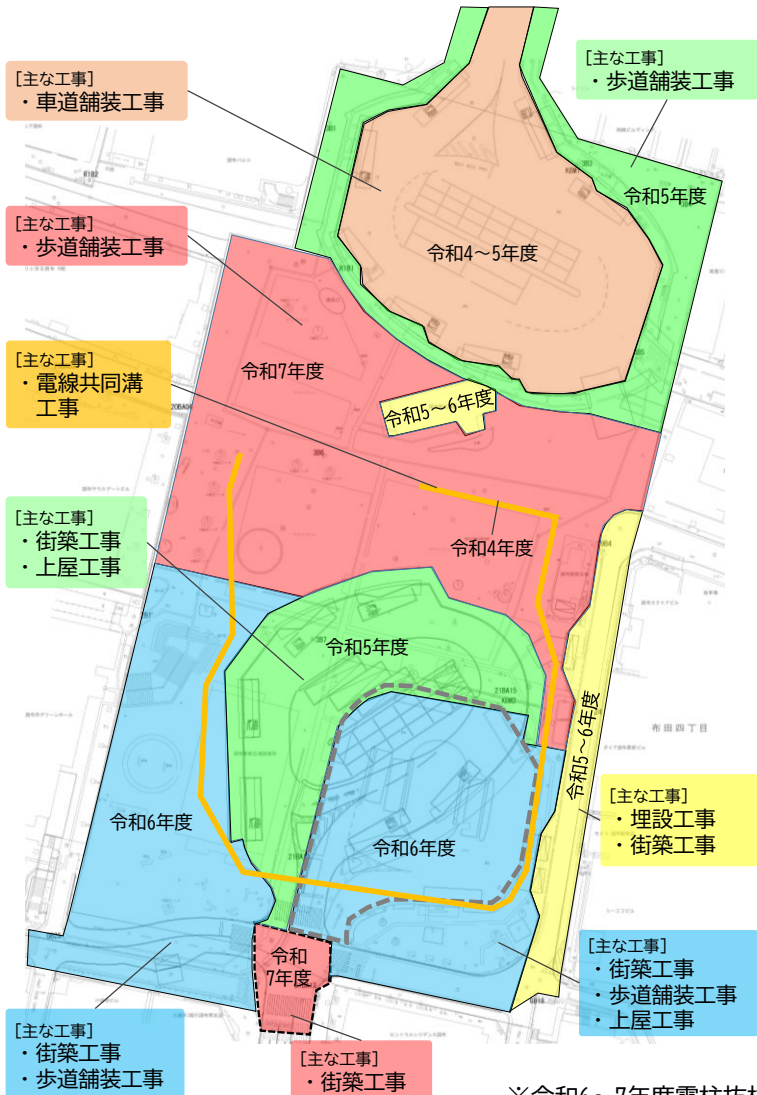 [主な工事]
・車道舗装工事
[主な工事]
・歩道舗装工事
令和5年度
令和4～5年度
[主な工事]
・歩道舗装工事
令和7年度
令和5～6年度
[主な工事]
・電線共同溝
工事
令和4年度
[主な工事]
・街築工事
・上屋工事
令和5年度
布田四丁目
令和5～6年度
令和6年度
令和6年度
[主な工事]
・埋設工事
・街築工事
令和
7年度
[主な工事]
・街築工事
・歩道舗装工事
・上屋工事
[主な工事]
・街築工事
・歩道舗装工事
[主な工事]
・街築工事